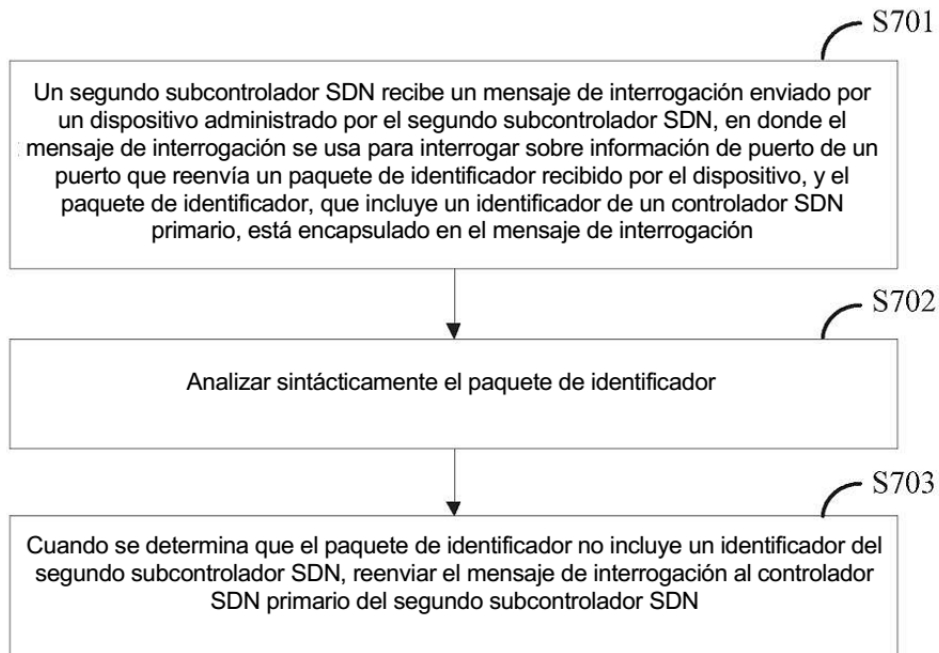 S701
Un segundo subcontrolador SDN recibe un mensaje de interrogación enviado por
un dispositivo administrado por el segundo subcontrolador SDN, en donde el
mensaje de interrogación se usa para interrogar sobre información de puerto de un
puerto que reenvía un paquete de identificador recibido por el dispositivo, y el
paquete de identificador, que incluye un identificador de un controlador SDN
primario, está encapsulado en el mensaje de interrogación
S702
Analizar sintácticamente el paquete de identificador
S703
Cuando se determina que el paquete de identificador no incluye un identificador del
segundo subcontrolador SDN, reenviar el mensaje de interrogación al controlador
SDN primario del segundo subcontrolador SDN